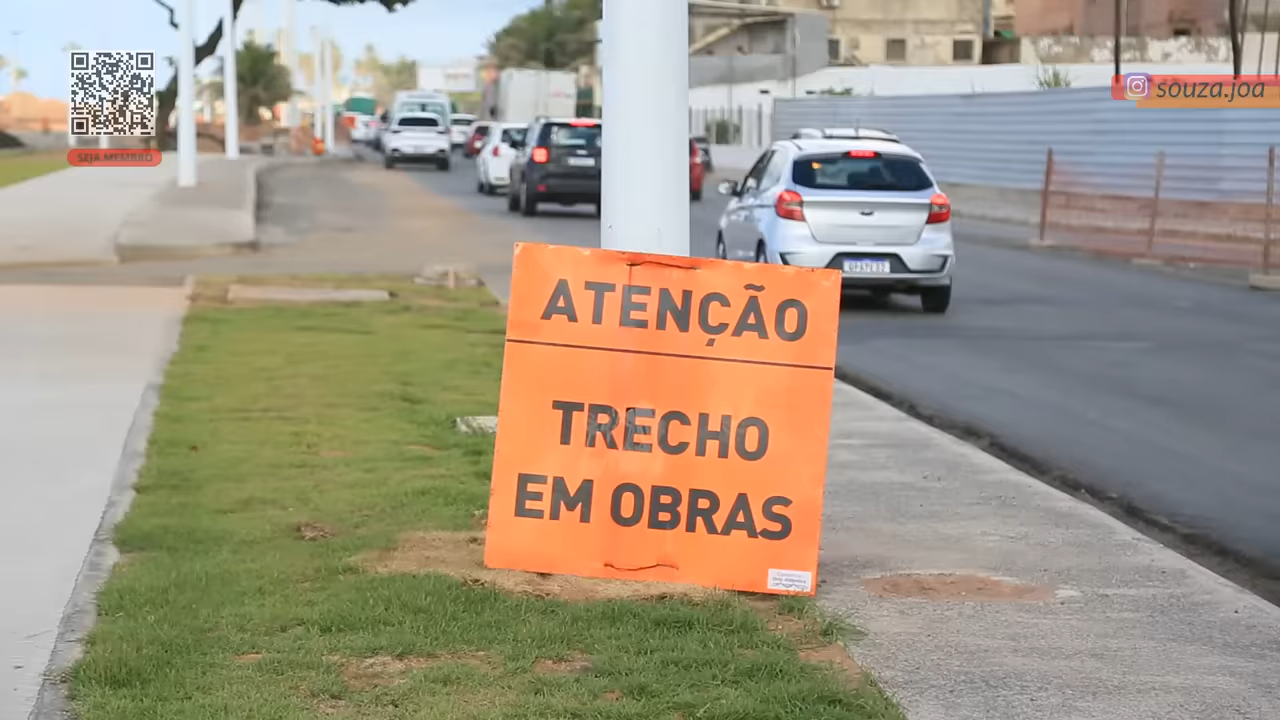 souza.joa
SEJA MEMBRO
ATENÇÃO
TRECHO
EM OBRAS